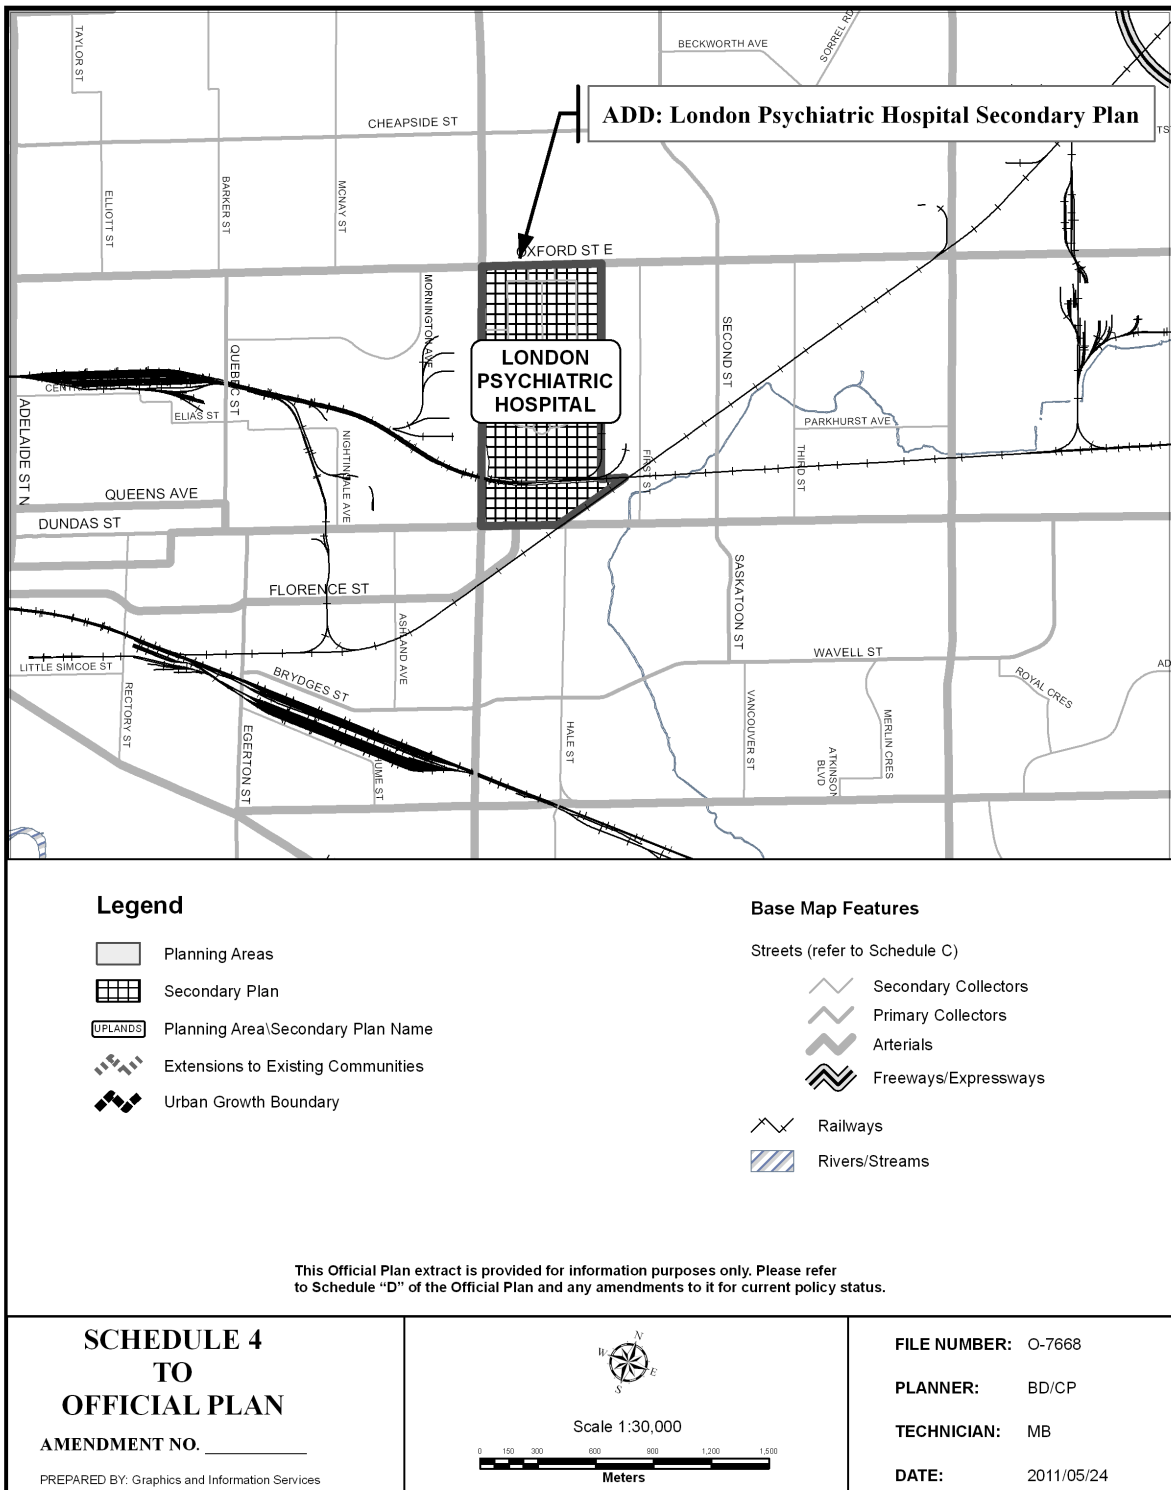 TAYLOR ST
BECKWORTH AVE
SORREL RD
ADD: London Psychiatric Hospital Secondary Plan
CHEAPSIDE ST
ELLIOTT ST
BARKER ST
MCNAY ST
OXFORD ST E
MORNINGTON AVE
LONDON
PSYCHIATRIC
HOSPITAL
SECOND ST
QUEBEC ST
ELIAS ST
ADELAIDE ST N
NIGHTINGALE AVE
PARKHURST AVE
FIRST ST
THIRD ST
QUEENS AVE
DUNDAS ST
FLORENCE ST
SASKATOON ST
ASHLAND AVE
WAVELL ST
LITTLE SIMCOE ST
BRYDGES ST
ROYAL CRES
AD
RECTORY ST
EGERTON ST
HUME ST
HALE ST
VANCOUVER ST
MERLIN CRES
ATKINSON
BLVD
Legend
Planning Areas
Secondary Plan
UPLANDS
Planning Area\Secondary Plan Name
Extensions to Existing Communities
Urban Growth Boundary
Base Map Features
Streets (refer to Schedule C)
Secondary Collectors
Primary Collectors
Arterials
Freeways/Expressways
Railways
Rivers/Streams
This Official Plan extract is provided for information purposes only. Please refer
to Schedule “D” of the Official Plan and any amendments to it for current policy status.
SCHEDULE 4
TO
OFFICIAL PLAN
AMENDMENT NO. ____________
PREPARED BY: Graphics and Information Services
N
W
E
S
Scale 1:30,000
0 150 300 600 900 1,200 1,500
Meters
FILE NUMBER: O-7668
PLANNER: BD/CP
TECHNICIAN: MB
DATE: 2011/05/24